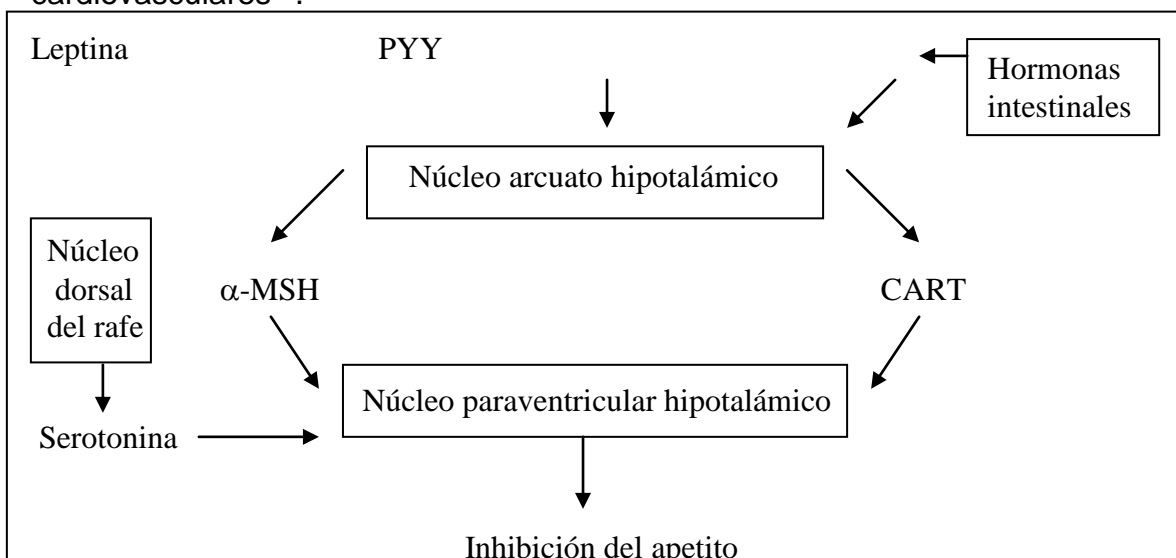 cardiovasculares".
Leptina
PYY
Hormonas
intestinales
Núcleo arcuato hipotalámico
Núcleo
dorsal
del rafe
α-MSH
CART
Núcleo paraventricular hipotalámico
Serotonina
Inhibición del apetito